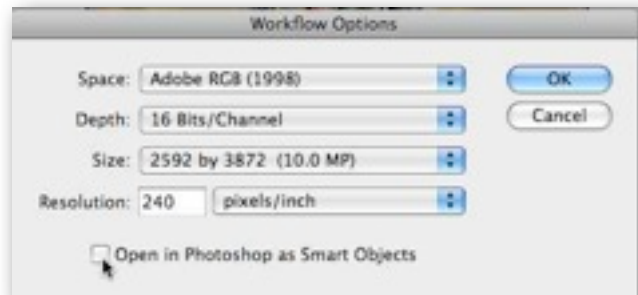 Workflow Options
Space: Adobe RGB (1998) OK
Depth: 16 Bits/Channel Cancel
Size: 2592 by 3872 (10.0 MP)
Resolution: 240 pixels/inch
Open in Photoshop as Smart Objects